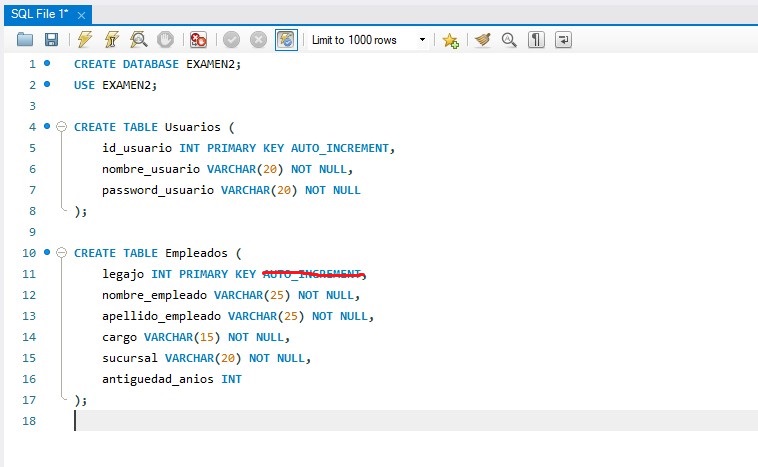 SQL File 1*
Limit to 1000 rows
1 CREATE DATABASE EXAMEN2;
2 USE EXAMEN2;
3
4 CREATE TABLE Usuarios (
5 id_usuario INT PRIMARY KEY AUTO_INCREMENT,
6 nombre_usuario VARCHAR(20) NOT NULL,
7 password_usuario VARCHAR(20) NOT NULL
8 );
9
10 CREATE TABLE Empleados (
11 legajo INT PRIMARY KEY AUTO_INCREMENT,
12 nombre_empleado VARCHAR(25) NOT NULL,
13 apellido_empleado VARCHAR(25) NOT NULL,
14 cargo VARCHAR(15) NOT NULL,
15 sucursal VARCHAR(20) NOT NULL,
16 antiguedad_anios INT
17 );
18